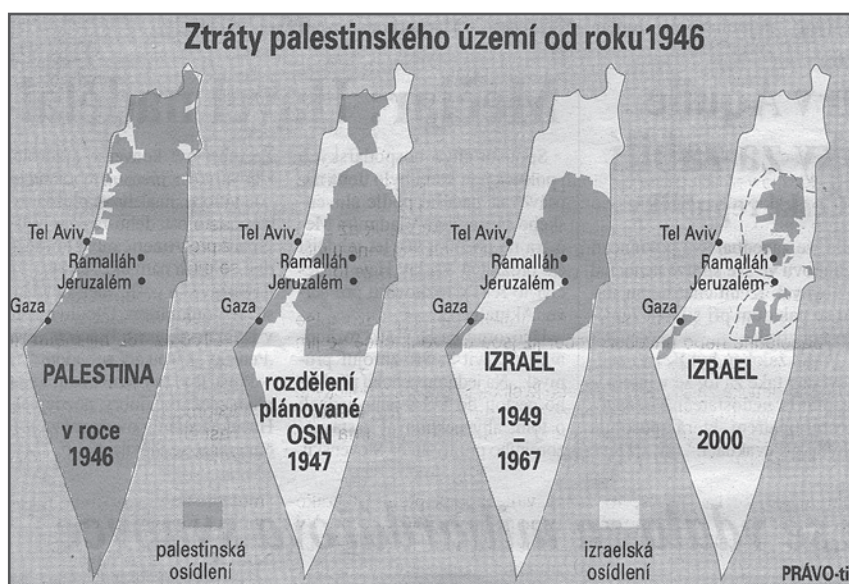 Ztráty palestinského území od roku1946
Tel Aviv
Ramalláh
Jeruzalém
Gaza
PALESTINA
v roce
1946
Tel Aviv
Ramalláh
Jeruzalém
Gaza
rozdělení
plánované
OSN
1947
Tel Aviv
Ramalláh
Jeruzalém
Gaza
IZRAEL
1949
–
1967
Tel Aviv
Ramalláh
Jeruzalém
Gaza
IZRAEL
2000
palestinská
osídlení
izraelská
osídlení
PRÁVO-ti